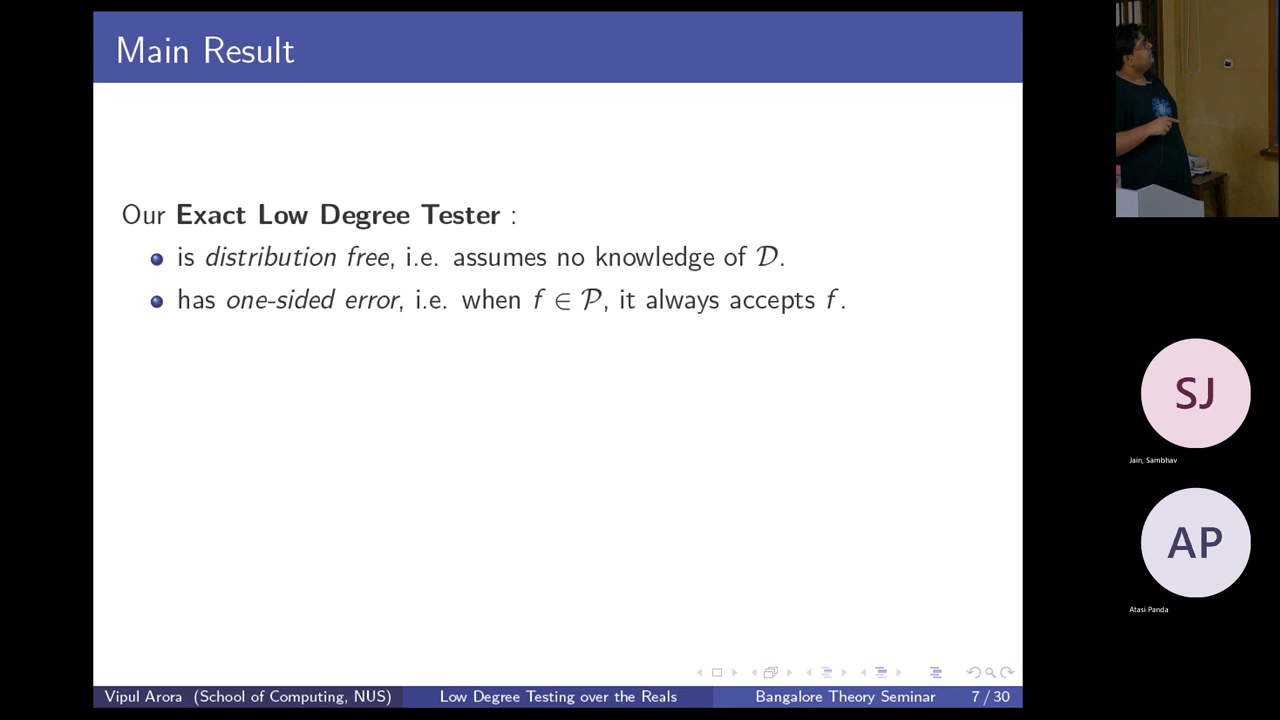 Main Result
Our Exact Low Degree Tester :
is distribution free, i.e. assumes no knowledge of 𝒟.
has one-sided error, i.e. when f ∈ 𝒫, it always accepts f.
SJ
Jain, Sambhav
AP
Atasi Panda
Vipul Arora (School of Computing, NUS) Low Degree Testing over the Reals Bangalore Theory Seminar 7 / 30